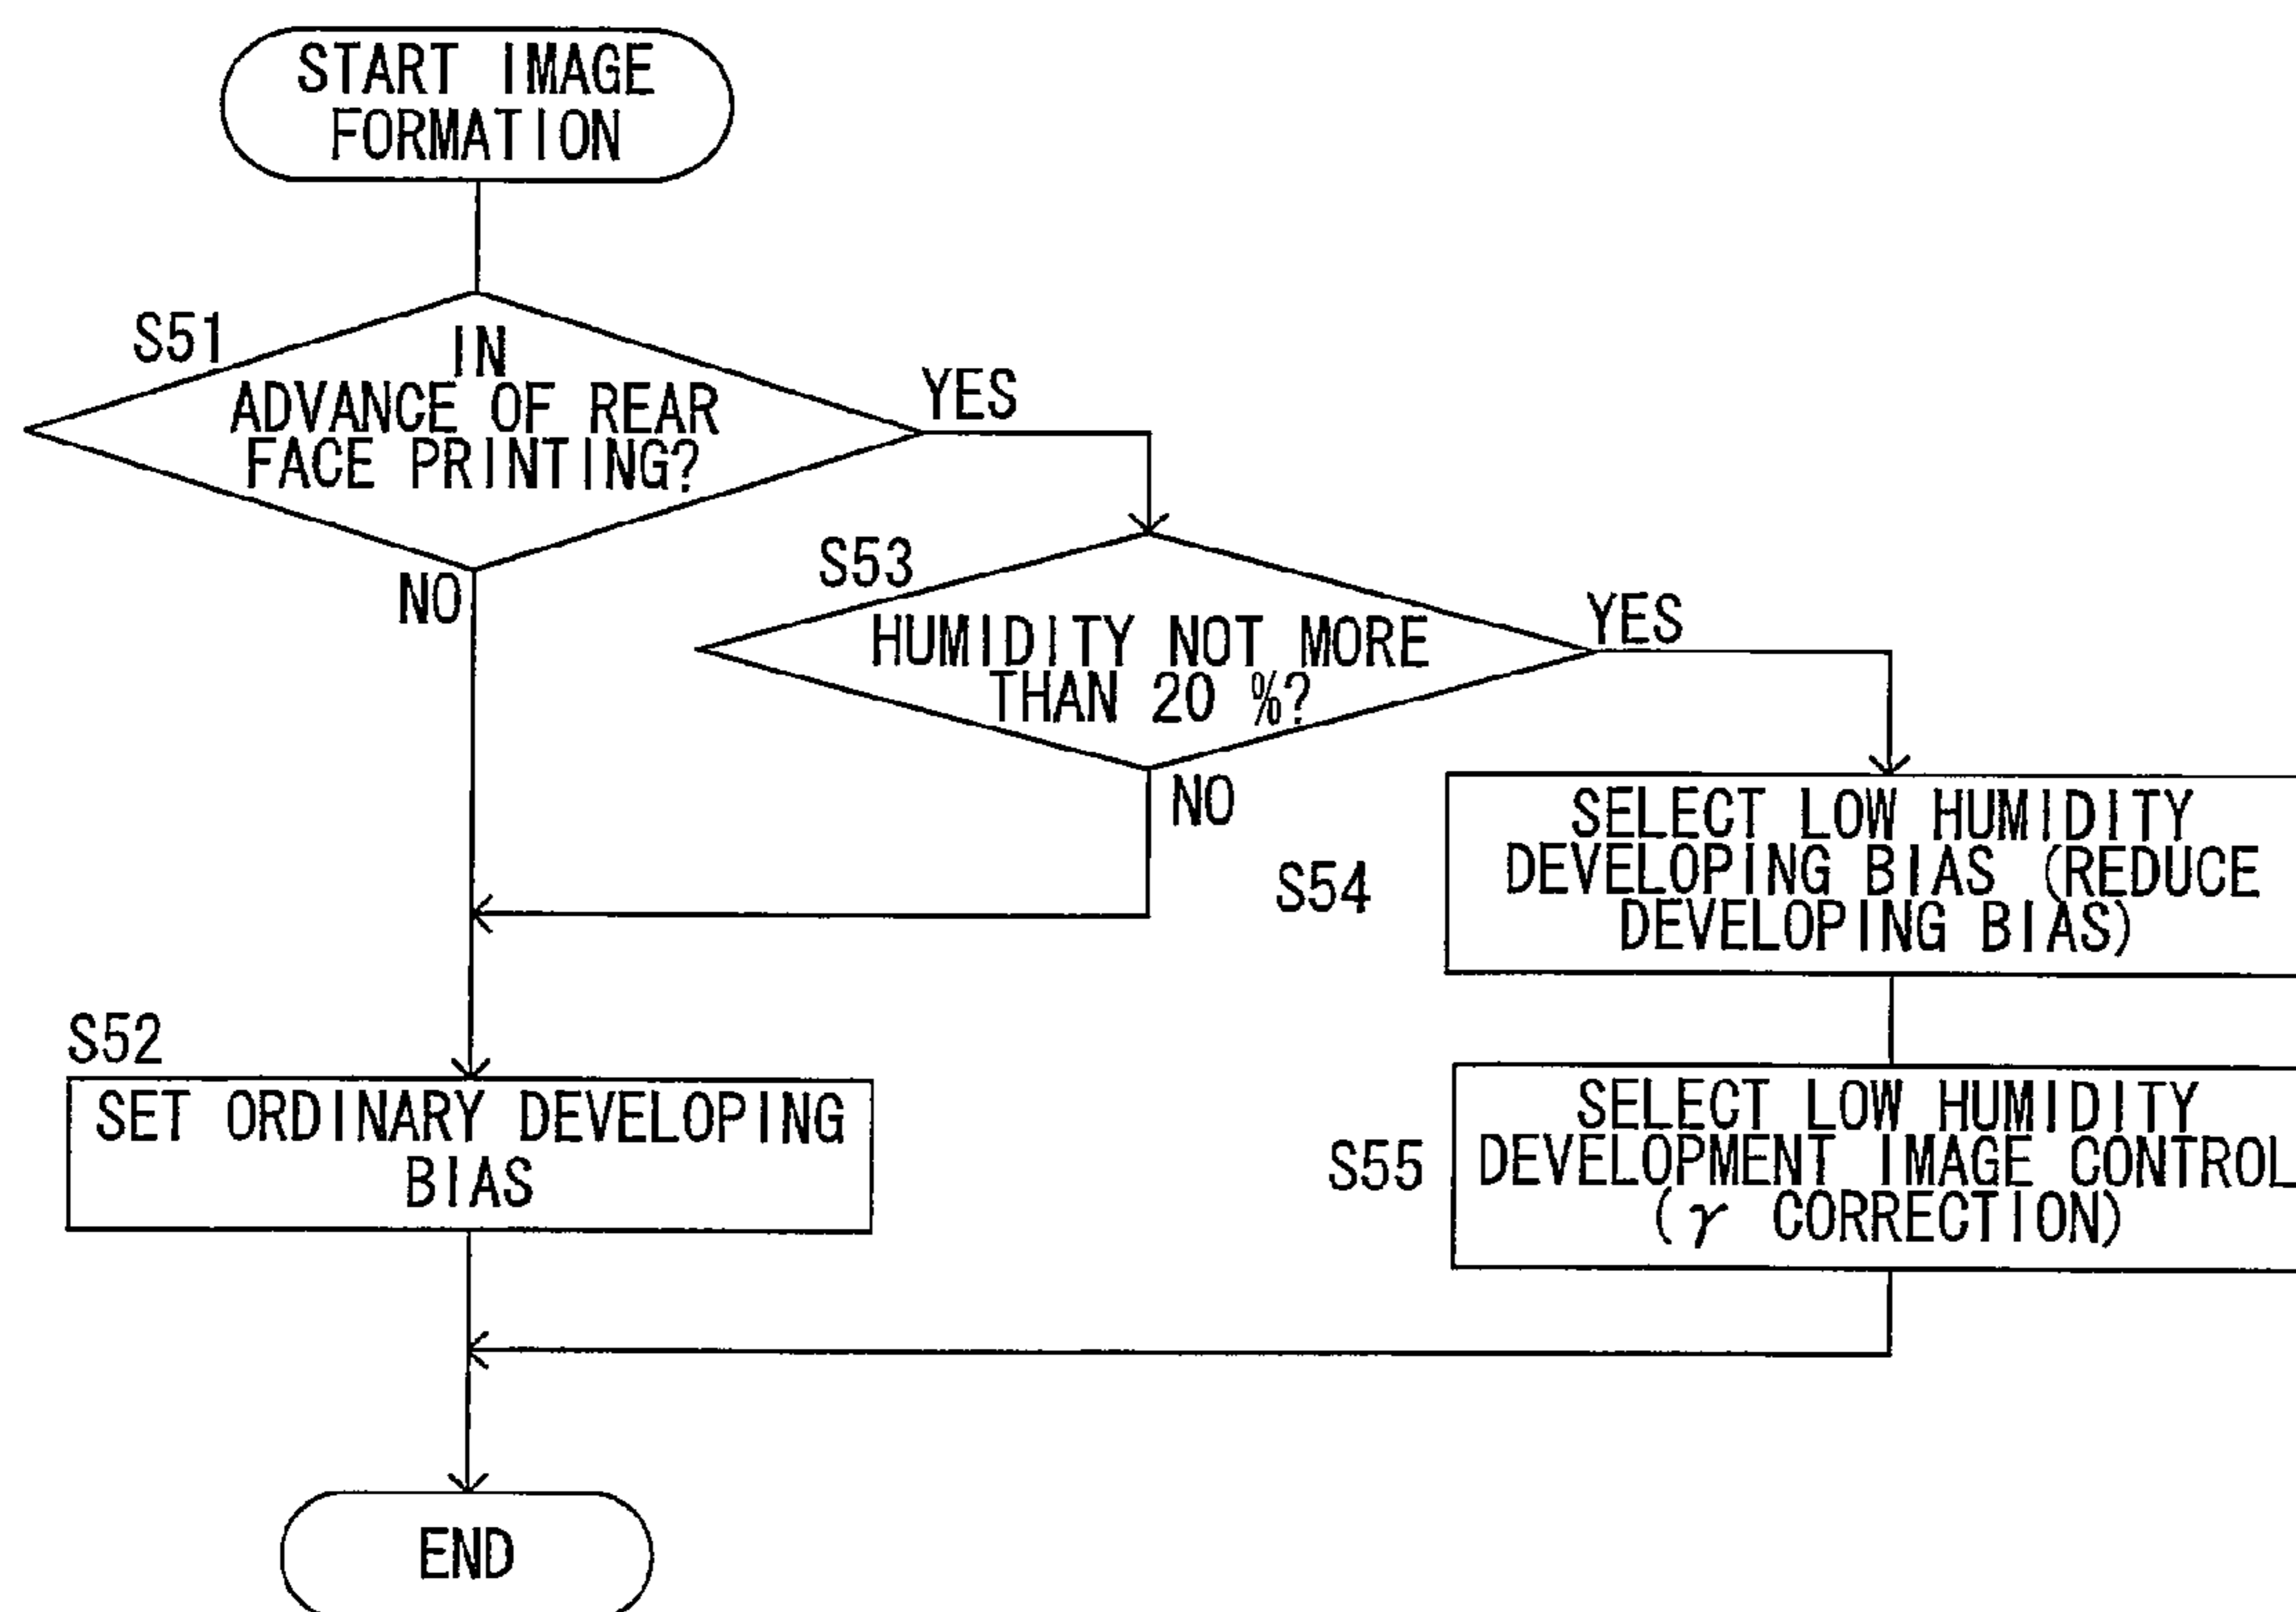 START IMAGE
FORMATION
S51
IN
ADVANCE OF REAR
FACE PRINTING?
YES
NO
S53
HUMIDITY NOT MORE
THAN 20 %?
YES
NO
S54
SELECT LOW HUMIDITY
DEVELOPING BIAS (REDUCE
DEVELOPING BIAS)
S52
SET ORDINARY DEVELOPING
BIAS
S55
SELECT LOW HUMIDITY
DEVELOPMENT IMAGE CONTROL
(γ CORRECTION)
END